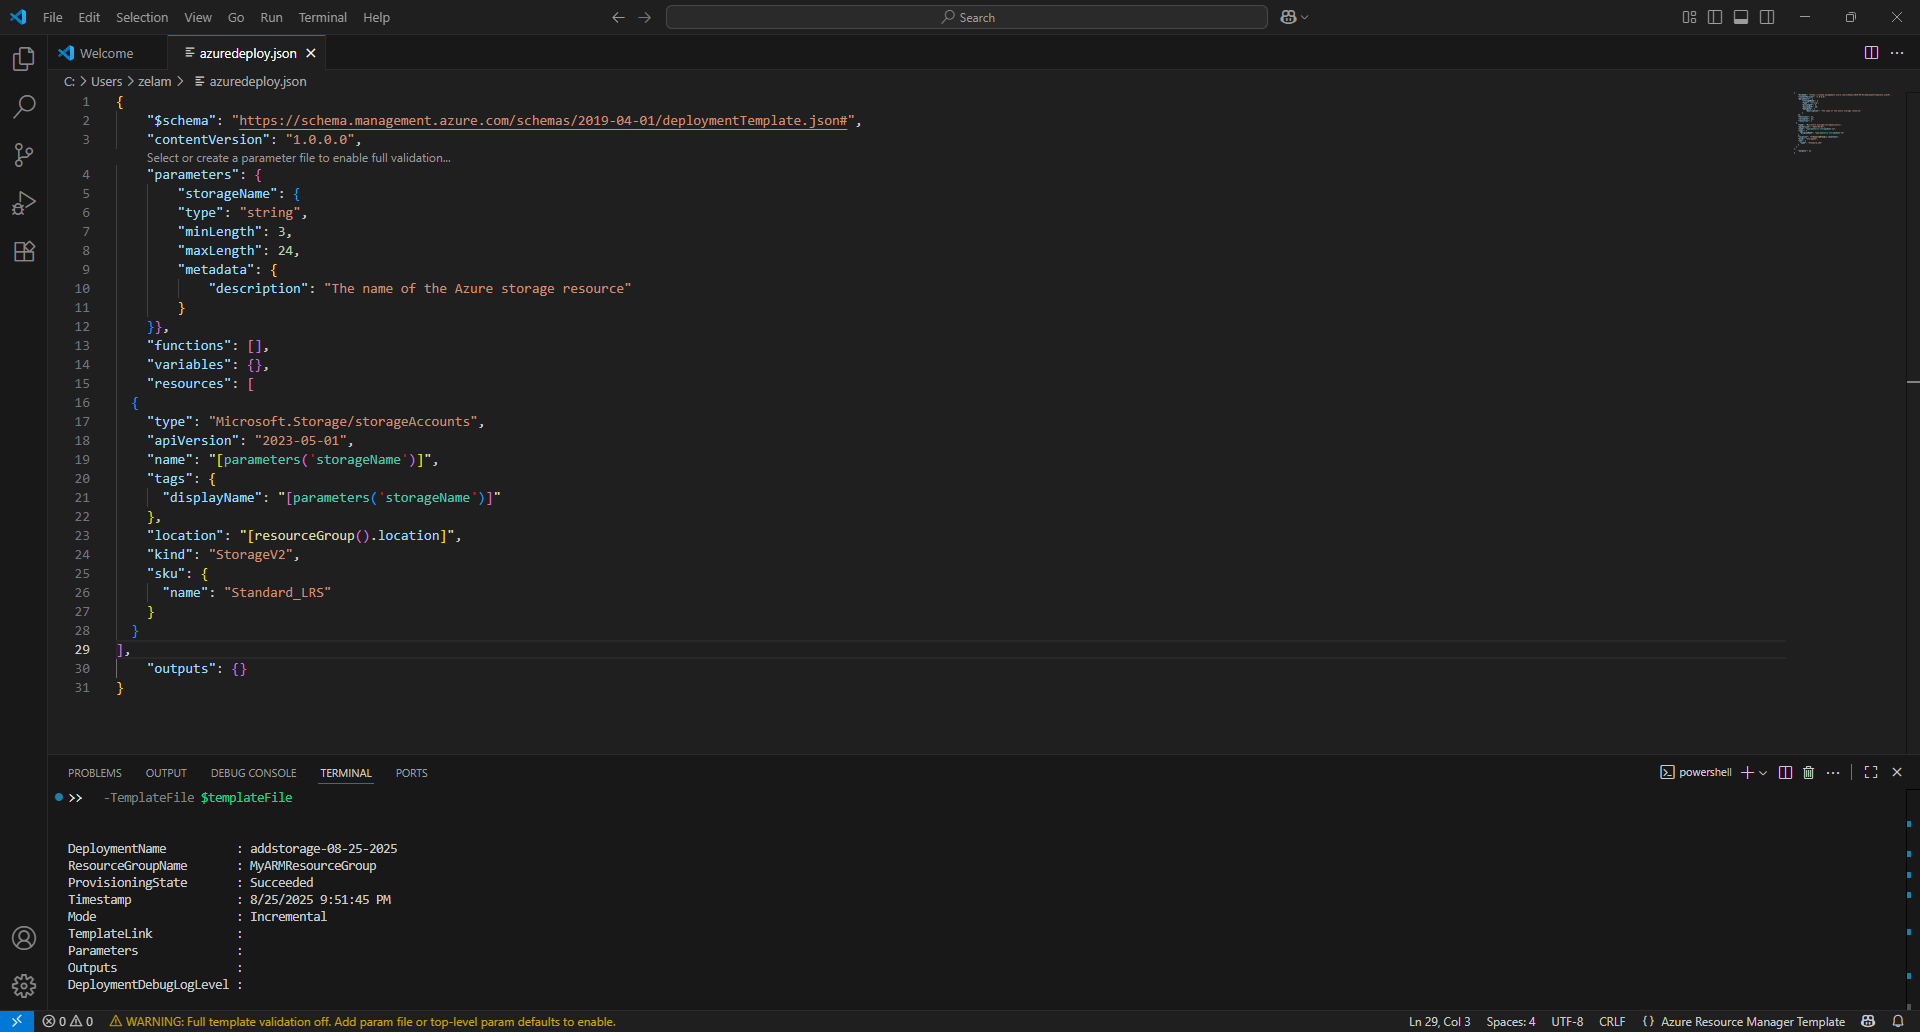 File Edit Selection View Go Run Terminal Help Search
Welcome azuredeploy.json
C: > Users > zelam > azuredeploy.json
1 {
2 "$schema": "https://schema.management.azure.com/schemas/2019-04-01/deploymentTemplate.json#",
3 "contentVersion": "1.0.0.0",
Select or create a parameter file to enable full validation...
4 "parameters": {
5 "storageName": {
6 "type": "string",
7 "minLength": 3,
8 "maxLength": 24,
9 "metadata": {
10 "description": "The name of the Azure storage resource"
11 }
12 }},
13 "functions": [],
14 "variables": {},
15 "resources": [
16 {
17 "type": "Microsoft.Storage/storageAccounts",
18 "apiVersion": "2023-05-01",
19 "name": "[parameters('storageName')]",
20 "tags": {
21 "displayName": "[parameters('storageName')]"
22 },
23 "location": "[resourceGroup().location]",
24 "kind": "StorageV2",
25 "sku": {
26 "name": "Standard_LRS"
27 }
28 }
29 ],
30 "outputs": {}
31 }
PROBLEMS OUTPUT DEBUG CONSOLE TERMINAL PORTS powershell
>> -TemplateFile $templateFile
DeploymentName : addstorage-08-25-2025
ResourceGroupName : MyARMResourceGroup
ProvisioningState : Succeeded
Timestamp : 8/25/2025 9:51:45 PM
Mode : Incremental
TemplateLink :
Parameters :
Outputs :
DeploymentDebugLogLevel :
0 0 WARNING: Full template validation off. Add param file or top-level param defaults to enable. Ln 29, Col 3 Spaces: 4 UTF-8 CRLF {} Azure Resource Manager Template